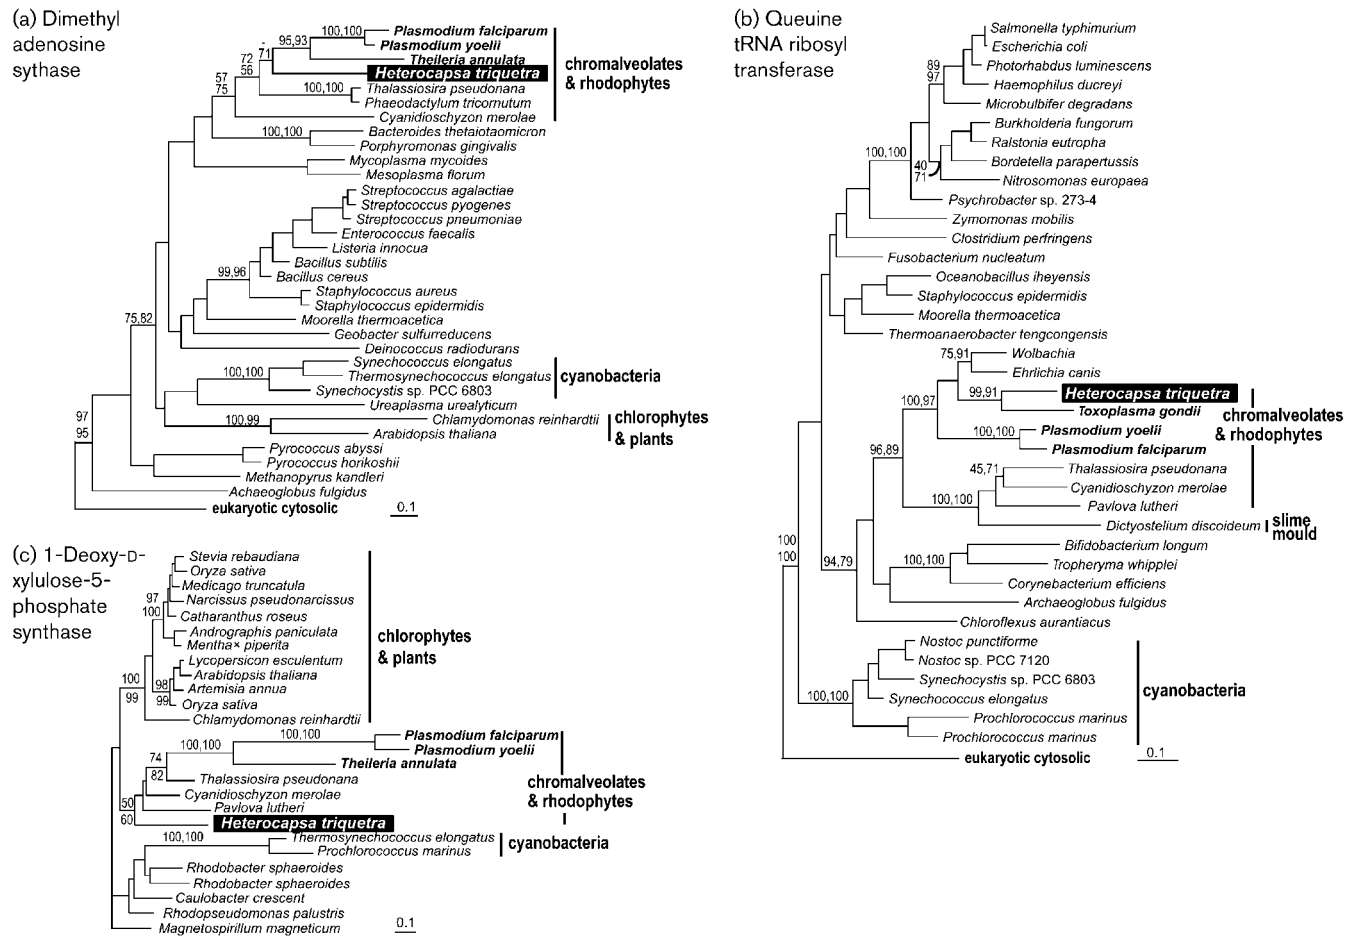 (a) Dimethyl
adenosine
sythase
100,100
Plasmodium falciparum
95,93
Plasmodium yoelii
-
71
Theileria annulata
72
56
Heterocapsa triquetra
chromalveolates
& rhodophytes
57
75
100,100
Thalassiosira pseudonana
Phaeodactylum tricornutum
Cyanidioschyzon merolae
100,100
Bacteroides thetaiotaomicron
Porphyromonas gingivalis
Mycoplasma mycoides
Mesoplasma florum
Streptococcus agalactiae
Streptococcus pyogenes
Streptococcus pneumoniae
Enterococcus faecalis
Listeria innocua
Bacillus subtilis
99,96
Bacillus cereus
Staphylococcus aureus
Staphylococcus epidermidis
75,82
Moorella thermoacetica
Geobacter sulfurreducens
Deinococcus radiodurans
Synechococcus elongatus
100,100
Thermosynechococcus elongatus
cyanobacteria
Synechocystis sp. PCC 6803
Ureaplasma urealyticum
97
95
100,99
Chlamydomonas reinhardtii
chlorophytes
& plants
Arabidopsis thaliana
Pyrococcus abyssi
Pyrococcus horikoshii
Methanopyrus kandleri
Achaeoglobus fulgidus
eukaryotic cytosolic
0.1
(b) Queuine
tRNA ribosyl
transferase
Salmonella typhimurium
Escherichia coli
89
97
Photorhabdus luminescens
Haemophilus ducreyi
Microbulbifer degradans
Burkholderia fungorum
Ralstonia eutropha
100,100
40
71
Bordetella parapertussis
Nitrosomonas europaea
Psychrobacter sp. 273-4
Zymomonas mobilis
Clostridium perfringens
Fusobacterium nucleatum
Oceanobacillus iheyensis
Staphylococcus epidermidis
Moorella thermoacetica
Thermoanaerobacter tengcongensis
75,91
Wolbachia
Ehrlichia canis
99,91
Heterocapsa triquetra
100,97
Toxoplasma gondii
chromalveolates
& rhodophytes
100,100
Plasmodium yoelii
Plasmodium falciparum
96,89
45,71
Thalassiosira pseudonana
Cyanidioschyzon merolae
100,100
Pavlova lutheri
Dictyostelium discoideum
slime
mould
100
100
94,79
100,100
Bifidobacterium longum
Tropheryma whipplei
Corynebacterium efficiens
Archaeoglobus fulgidus
Chloroflexus aurantiacus
Nostoc punctiforme
Nostoc sp. PCC 7120
Synechocystis sp. PCC 6803
100,100
Synechococcus elongatus
cyanobacteria
Prochlorococcus marinus
Prochlorococcus marinus
eukaryotic cytosolic
0.1
(c) 1-Deoxy-D-
xylulose-5-
phosphate
synthase
Stevia rebaudiana
Oryza sativa
Medicago truncatula
97
100
Narcissus pseudonarcissus
Catharanthus roseus
Andrographis paniculata
Mentha× piperita
chlorophytes
& plants
Lycopersicon esculentum
Arabidopsis thaliana
100
99
98
99
Artemisia annua
Oryza sativa
Chlamydomonas reinhardtii
100,100
100,100
Plasmodium falciparum
Plasmodium yoelii
74
82
Theileria annulata
Thalassiosira pseudonana
chromalveolates
& rhodophytes
Cyanidioschyzon merolae
50
60
Pavlova lutheri
Heterocapsa triquetra
100,100
Thermosynechococcus elongatus
cyanobacteria
Prochlorococcus marinus
Rhodobacter sphaeroides
Rhodobacter sphaeroides
Caulobacter crescent
Rhodopseudomonas palustris
Magnetospirillum magneticum
0.1